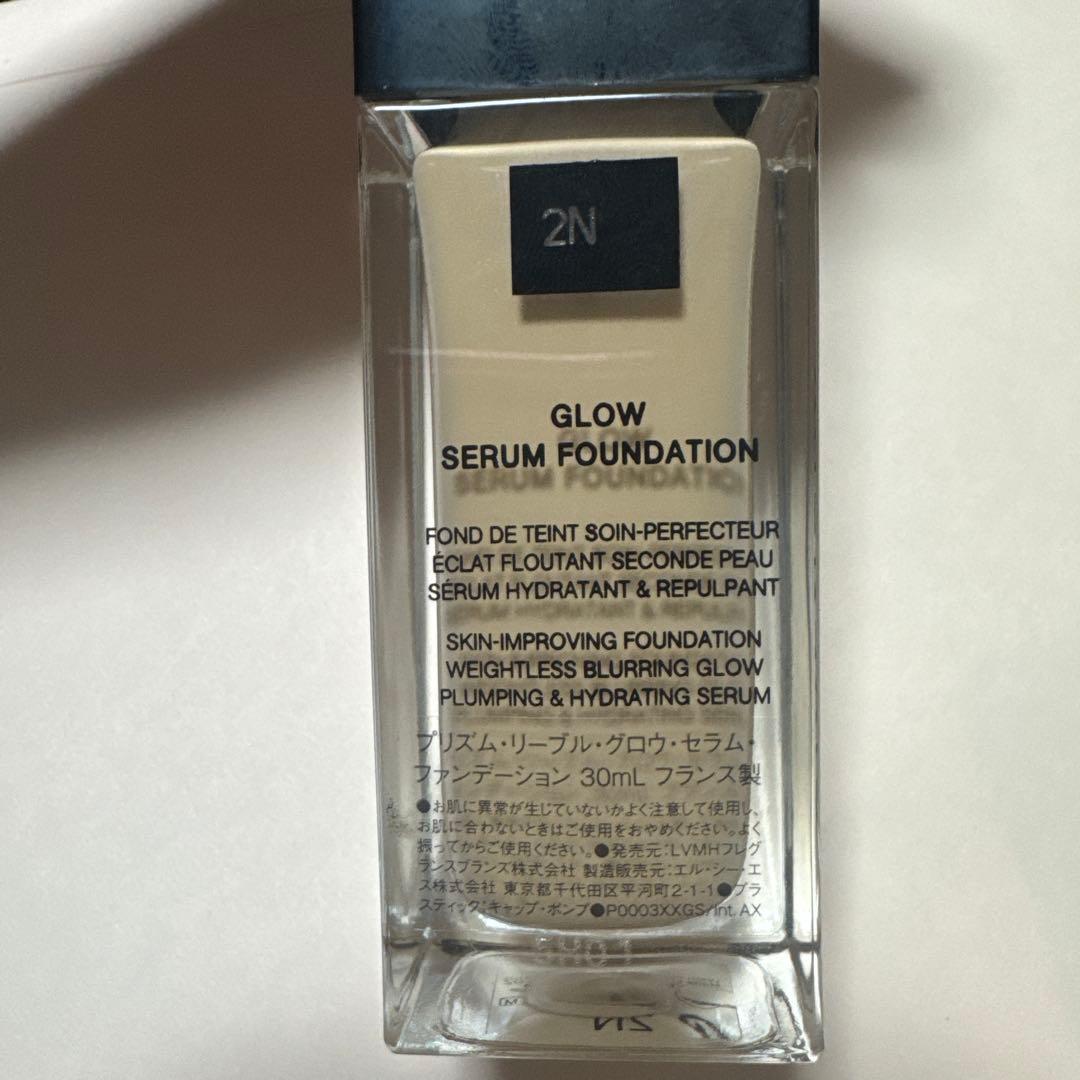 2N
GLOW
SERUM FOUNDATION
FOND DE TEINT SOIN-PERFECTEUR
ÉCLAT FLOUTANT SECONDE PEAU
SÉRUM HYDRATANT & REPULPANT
SKIN-IMPROVING FOUNDATION
WEIGHTLESS BLURRING GLOW
PLUMPING & HYDRATING SERUM
プリズム・リーブル・グロウ・セラム・
ファンデーション 30mL フランス製
●お肌に異常が生じていないかよく注意して使用し、
お肌に合わないときはご使用をおやめください。よく
振ってからご使用ください。●発売元:LVMHフレグ
ランスブランズ株式会社 製造販売元:エル・シー・エ
ス株式会社 東京都千代田区平河町2-1-1●プラ
スティック:キャップ・ポンプ●P0003XXGS/Int. AX
2N